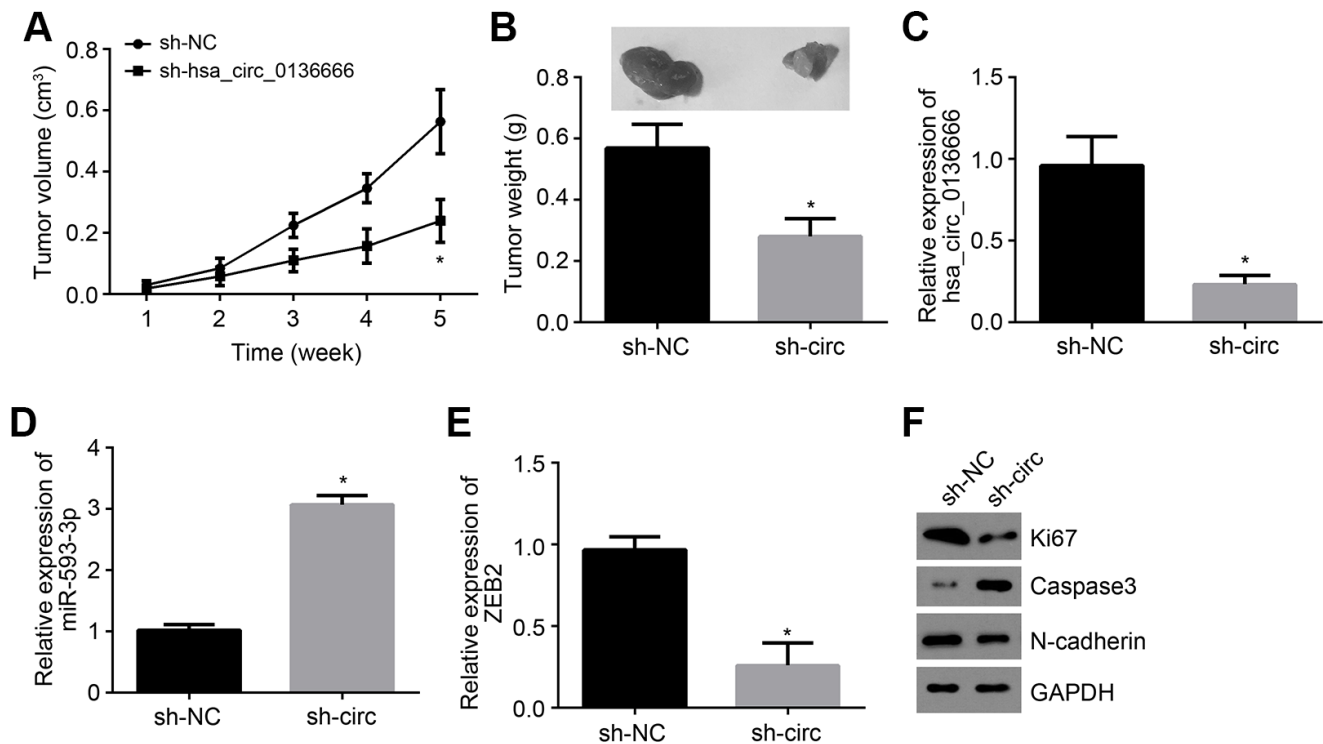 A
0.8
0.6
0.4
0.2
0.0
Tumor volume (cm³)
sh-NC
sh-hsa_circ_0136666
*
1 2 3 4 5
Time (week)
B
0.8
0.6
0.4
0.2
0.0
Tumor weight (g)
*
sh-NC sh-circ
C
1.5
1.0
0.5
0.0
Relative expression of
hsa_circ_0136666
*
sh-NC sh-circ
D
4
3
2
1
0
Relative expression of
miR-593-3p
*
sh-NC sh-circ
E
1.5
1.0
0.5
0.0
Relative expression of
ZEB2
*
sh-NC sh-circ
F
sh-NC sh-circ
Ki67
Caspase3
N-cadherin
GAPDH